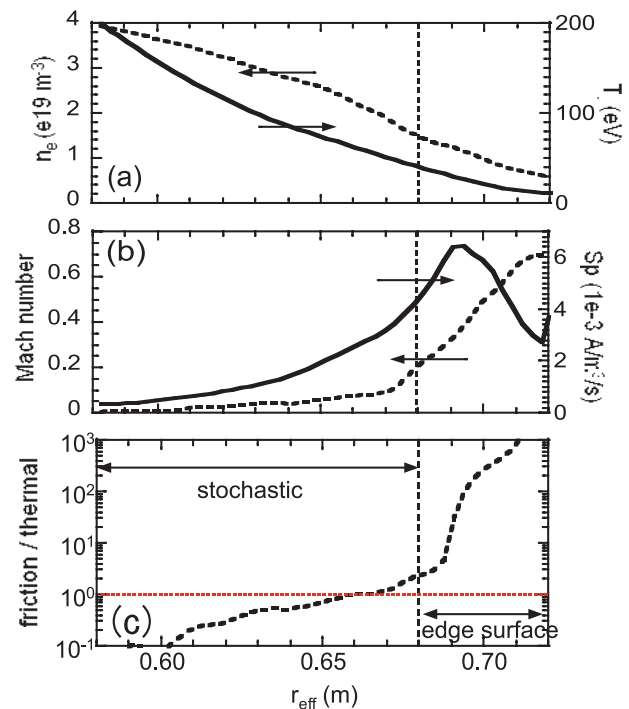 4
3
2
1
0
n_e (e19 m^-3)
(a)
200
100
0
(eV)
0.8
0.6
0.4
0.2
0
Mach number
(b)
6
4
2
0
Sp (1e-3 A/m³/s)
10^3
10^2
10^1
10^0
10^-1
friction / thermal
stochastic
(c)
edge surface
0.60
0.65
0.70
r_eff (m)